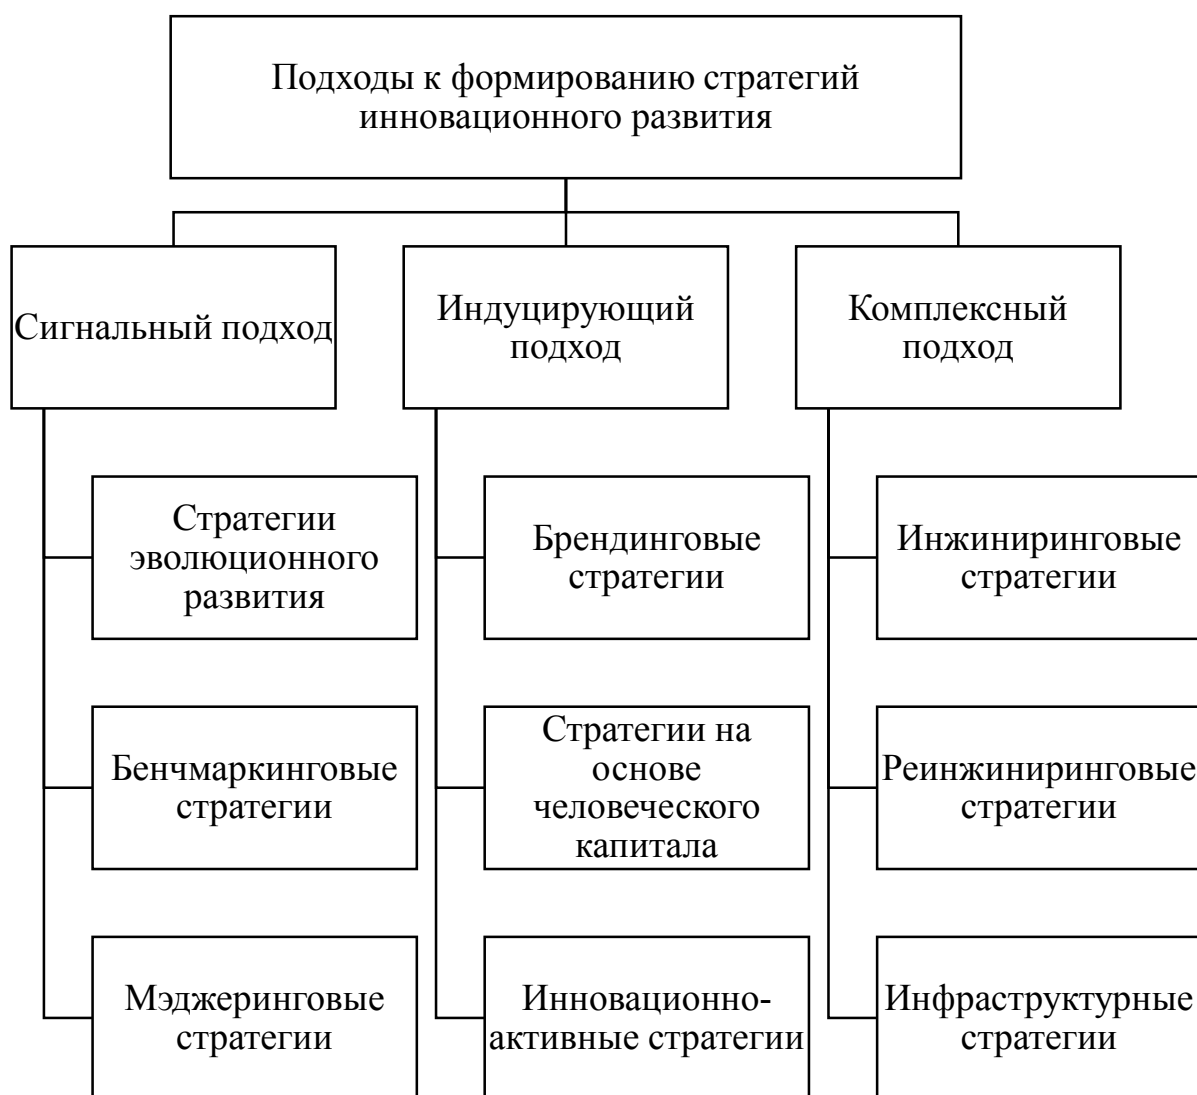 Подходы к формированию стратегий
инновационного развития
Сигнальный подход
Индуцирующий
подход
Комплексный
подход
Стратегии
эволюционного
развития
Брендинговые
стратегии
Инжиниринговые
стратегии
Бенчмаркинговые
стратегии
Стратегии на
основе
человеческого
капитала
Реинжиниринговые
стратегии
Мэджеринговые
стратегии
Инновационно-
активные стратегии
Инфраструктурные
стратегии